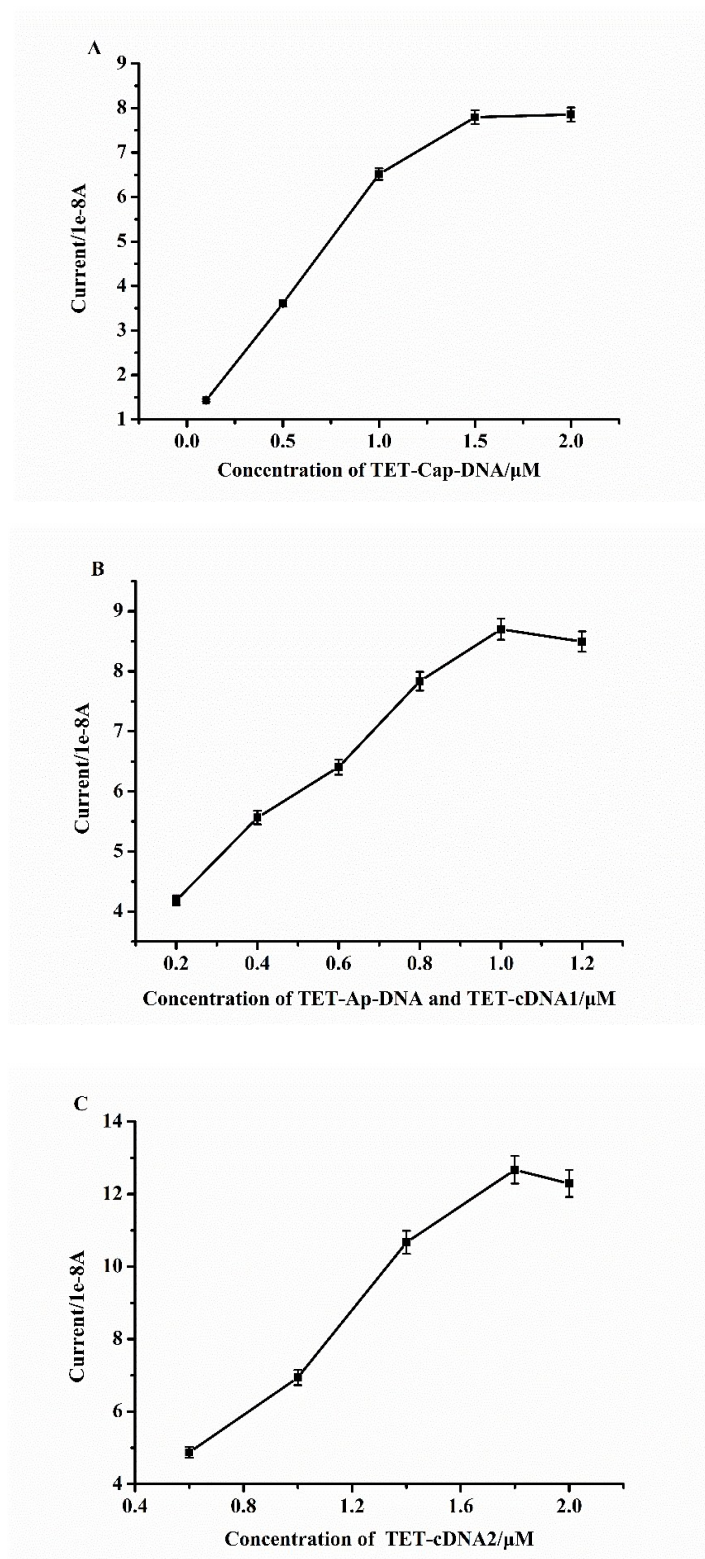 A
9
8
7
6
5
4
3
2
1
Current/1e-8A
0.0 0.5 1.0 1.5 2.0
Concentration of TET-Cap-DNA/μM
B
9
8
7
6
5
4
Current/1e-8A
0.2 0.4 0.6 0.8 1.0 1.2
Concentration of TET-Ap-DNA and TET-cDNA1/μM
C
14
12
10
8
6
4
Current/1e-8A
0.4 0.8 1.2 1.6 2.0
Concentration of TET-cDNA2/μM